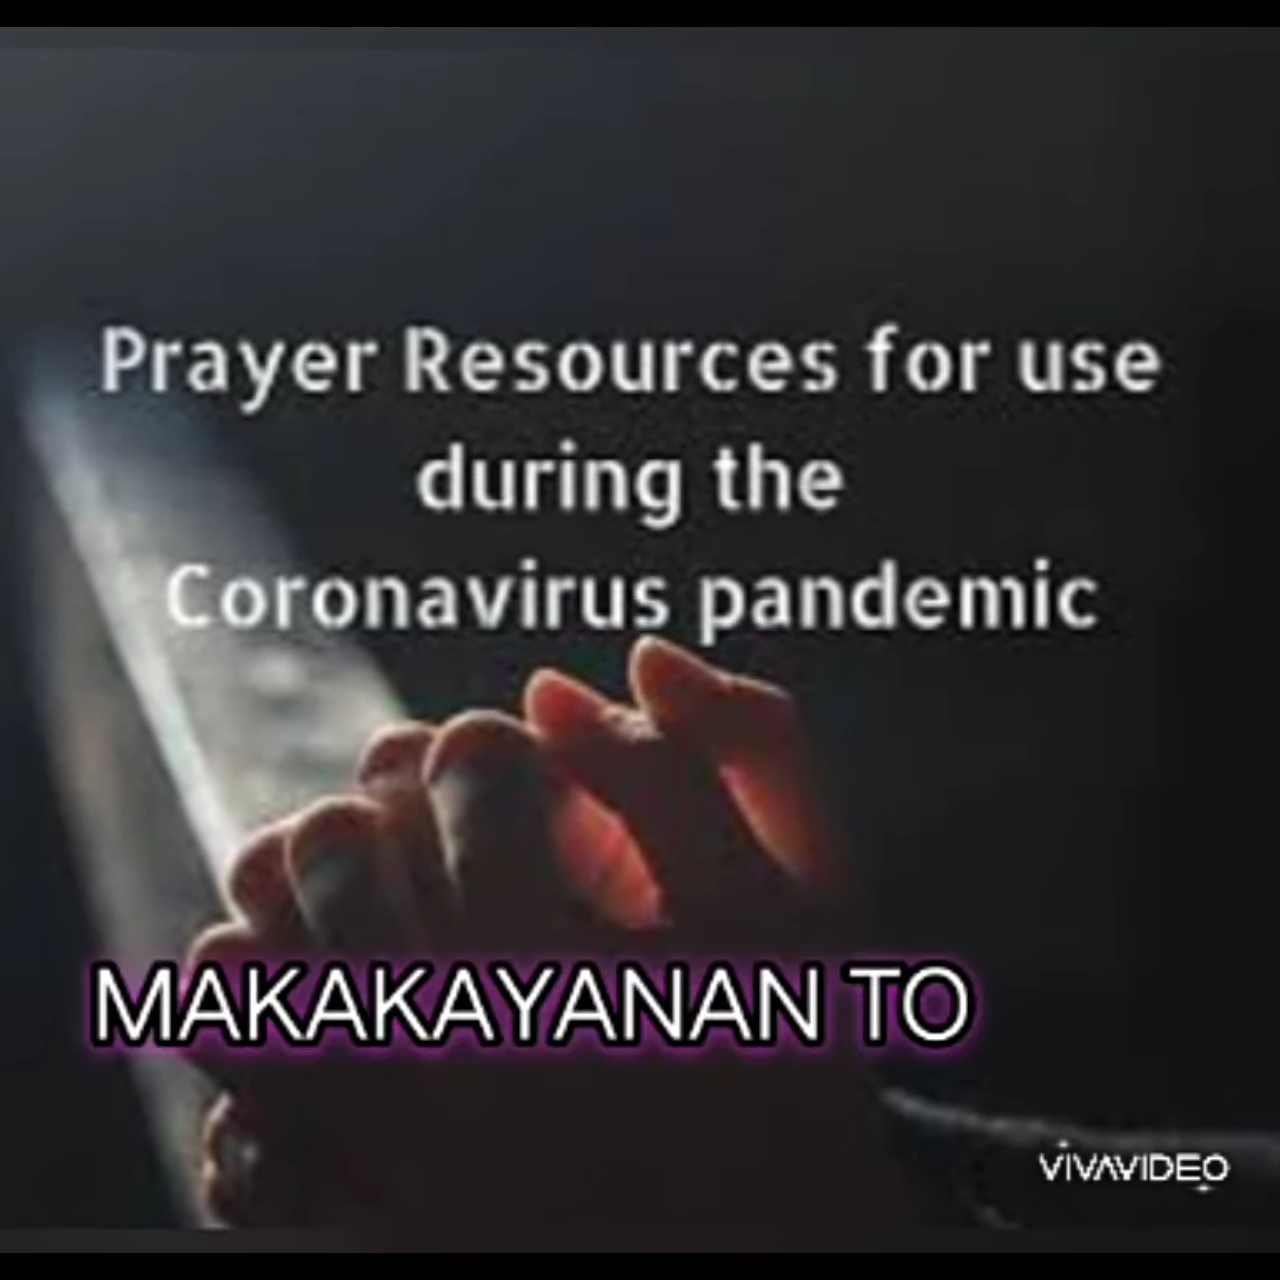 Prayer Resources for use
during the
Coronavirus pandemic
MAKAKAYANAN TO
VIVAVIDEO